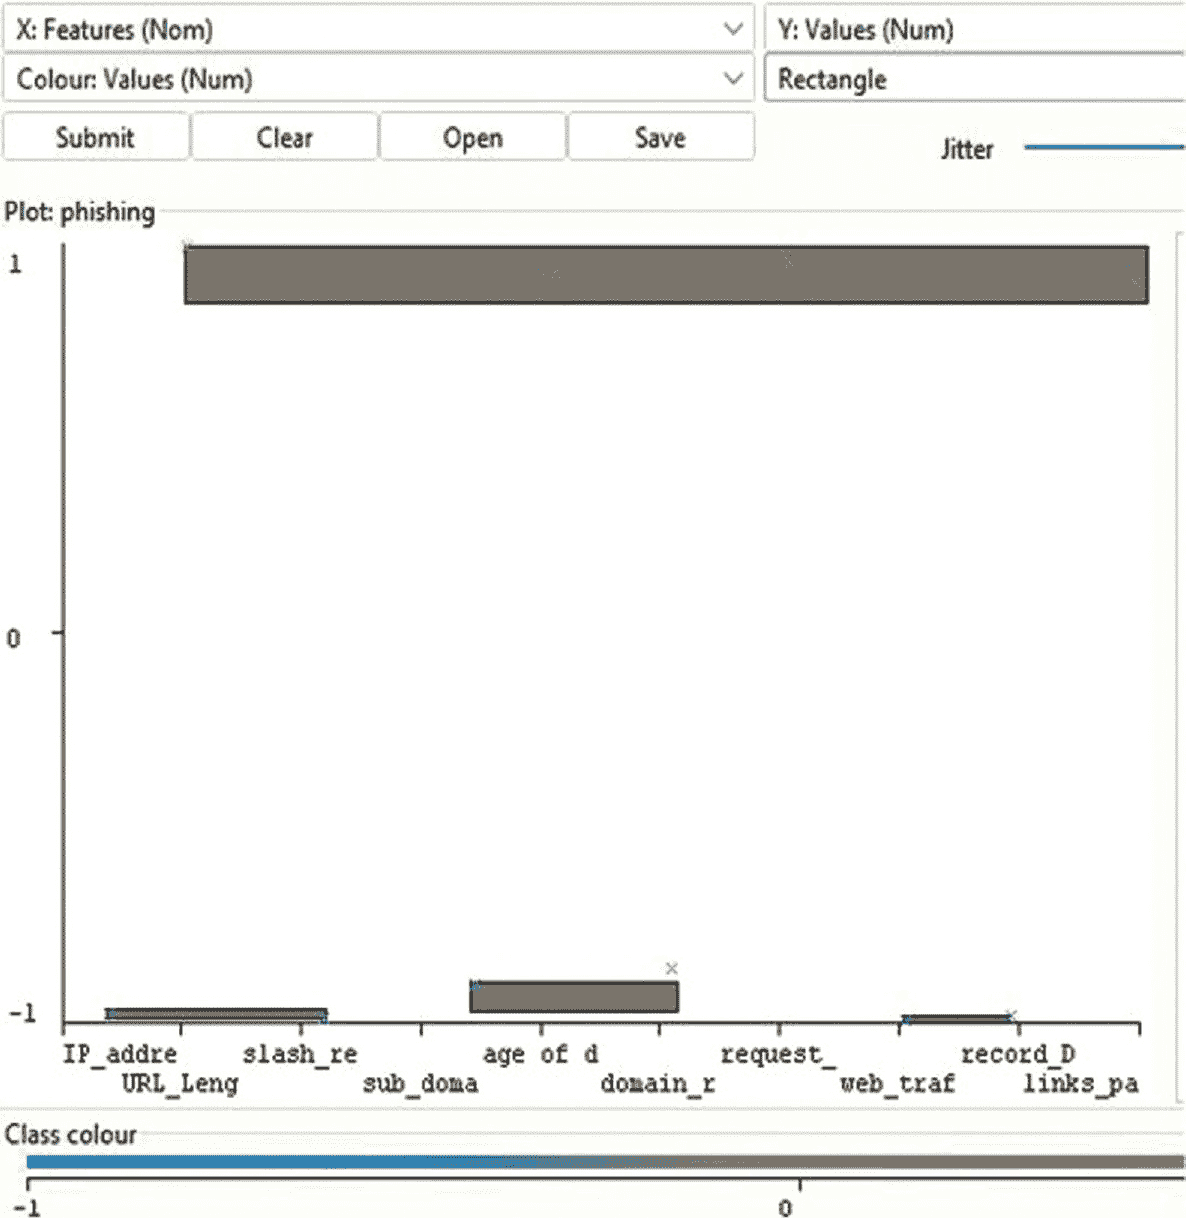 X: Features (Nom) Y: Values (Num)
Colour: Values (Num) Rectangle
Submit Clear Open Save Jitter
Plot: phishing
1
0
-1
IP_addre slash_re age of d request_ record_D
URL_Leng sub_doma domain_r web_traf links_pa
Class colour
-1 0